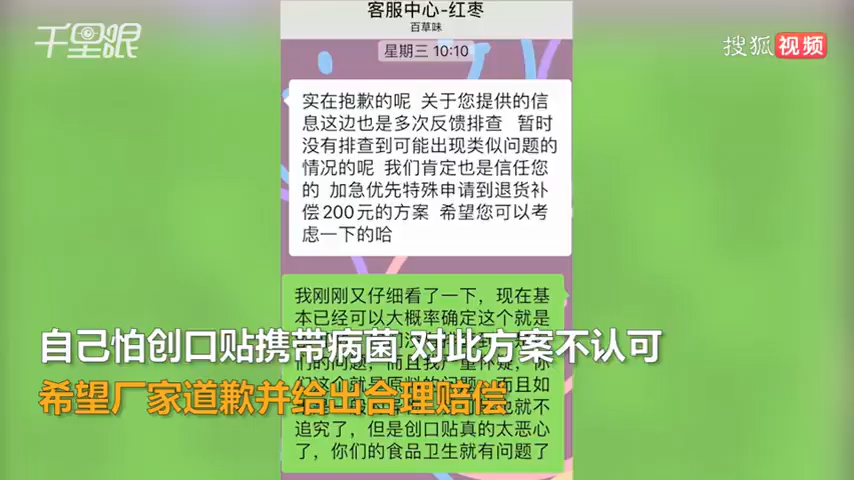 千里眼
搜狐视频
客服中心-红枣
百草味
星期三 10:10
实在抱歉的呢 关于您提供的信
息这边也是多次反馈排查 暂时
没有排查到可能出现类似问题的
情况的呢 我们肯定也是信任您
的 加急优先特殊申请到退货补
偿200元的方案 希望您可以考
虑一下的哈
我刚刚又仔细看了一下，现在基
本已经可以大概率确定这个就是
自己怕创口贴携带病菌 对此方案不认可
希望厂家道歉并给出合理赔偿
追究了，但是创口贴真的太恶心
了，你们的食品卫生就有问题了